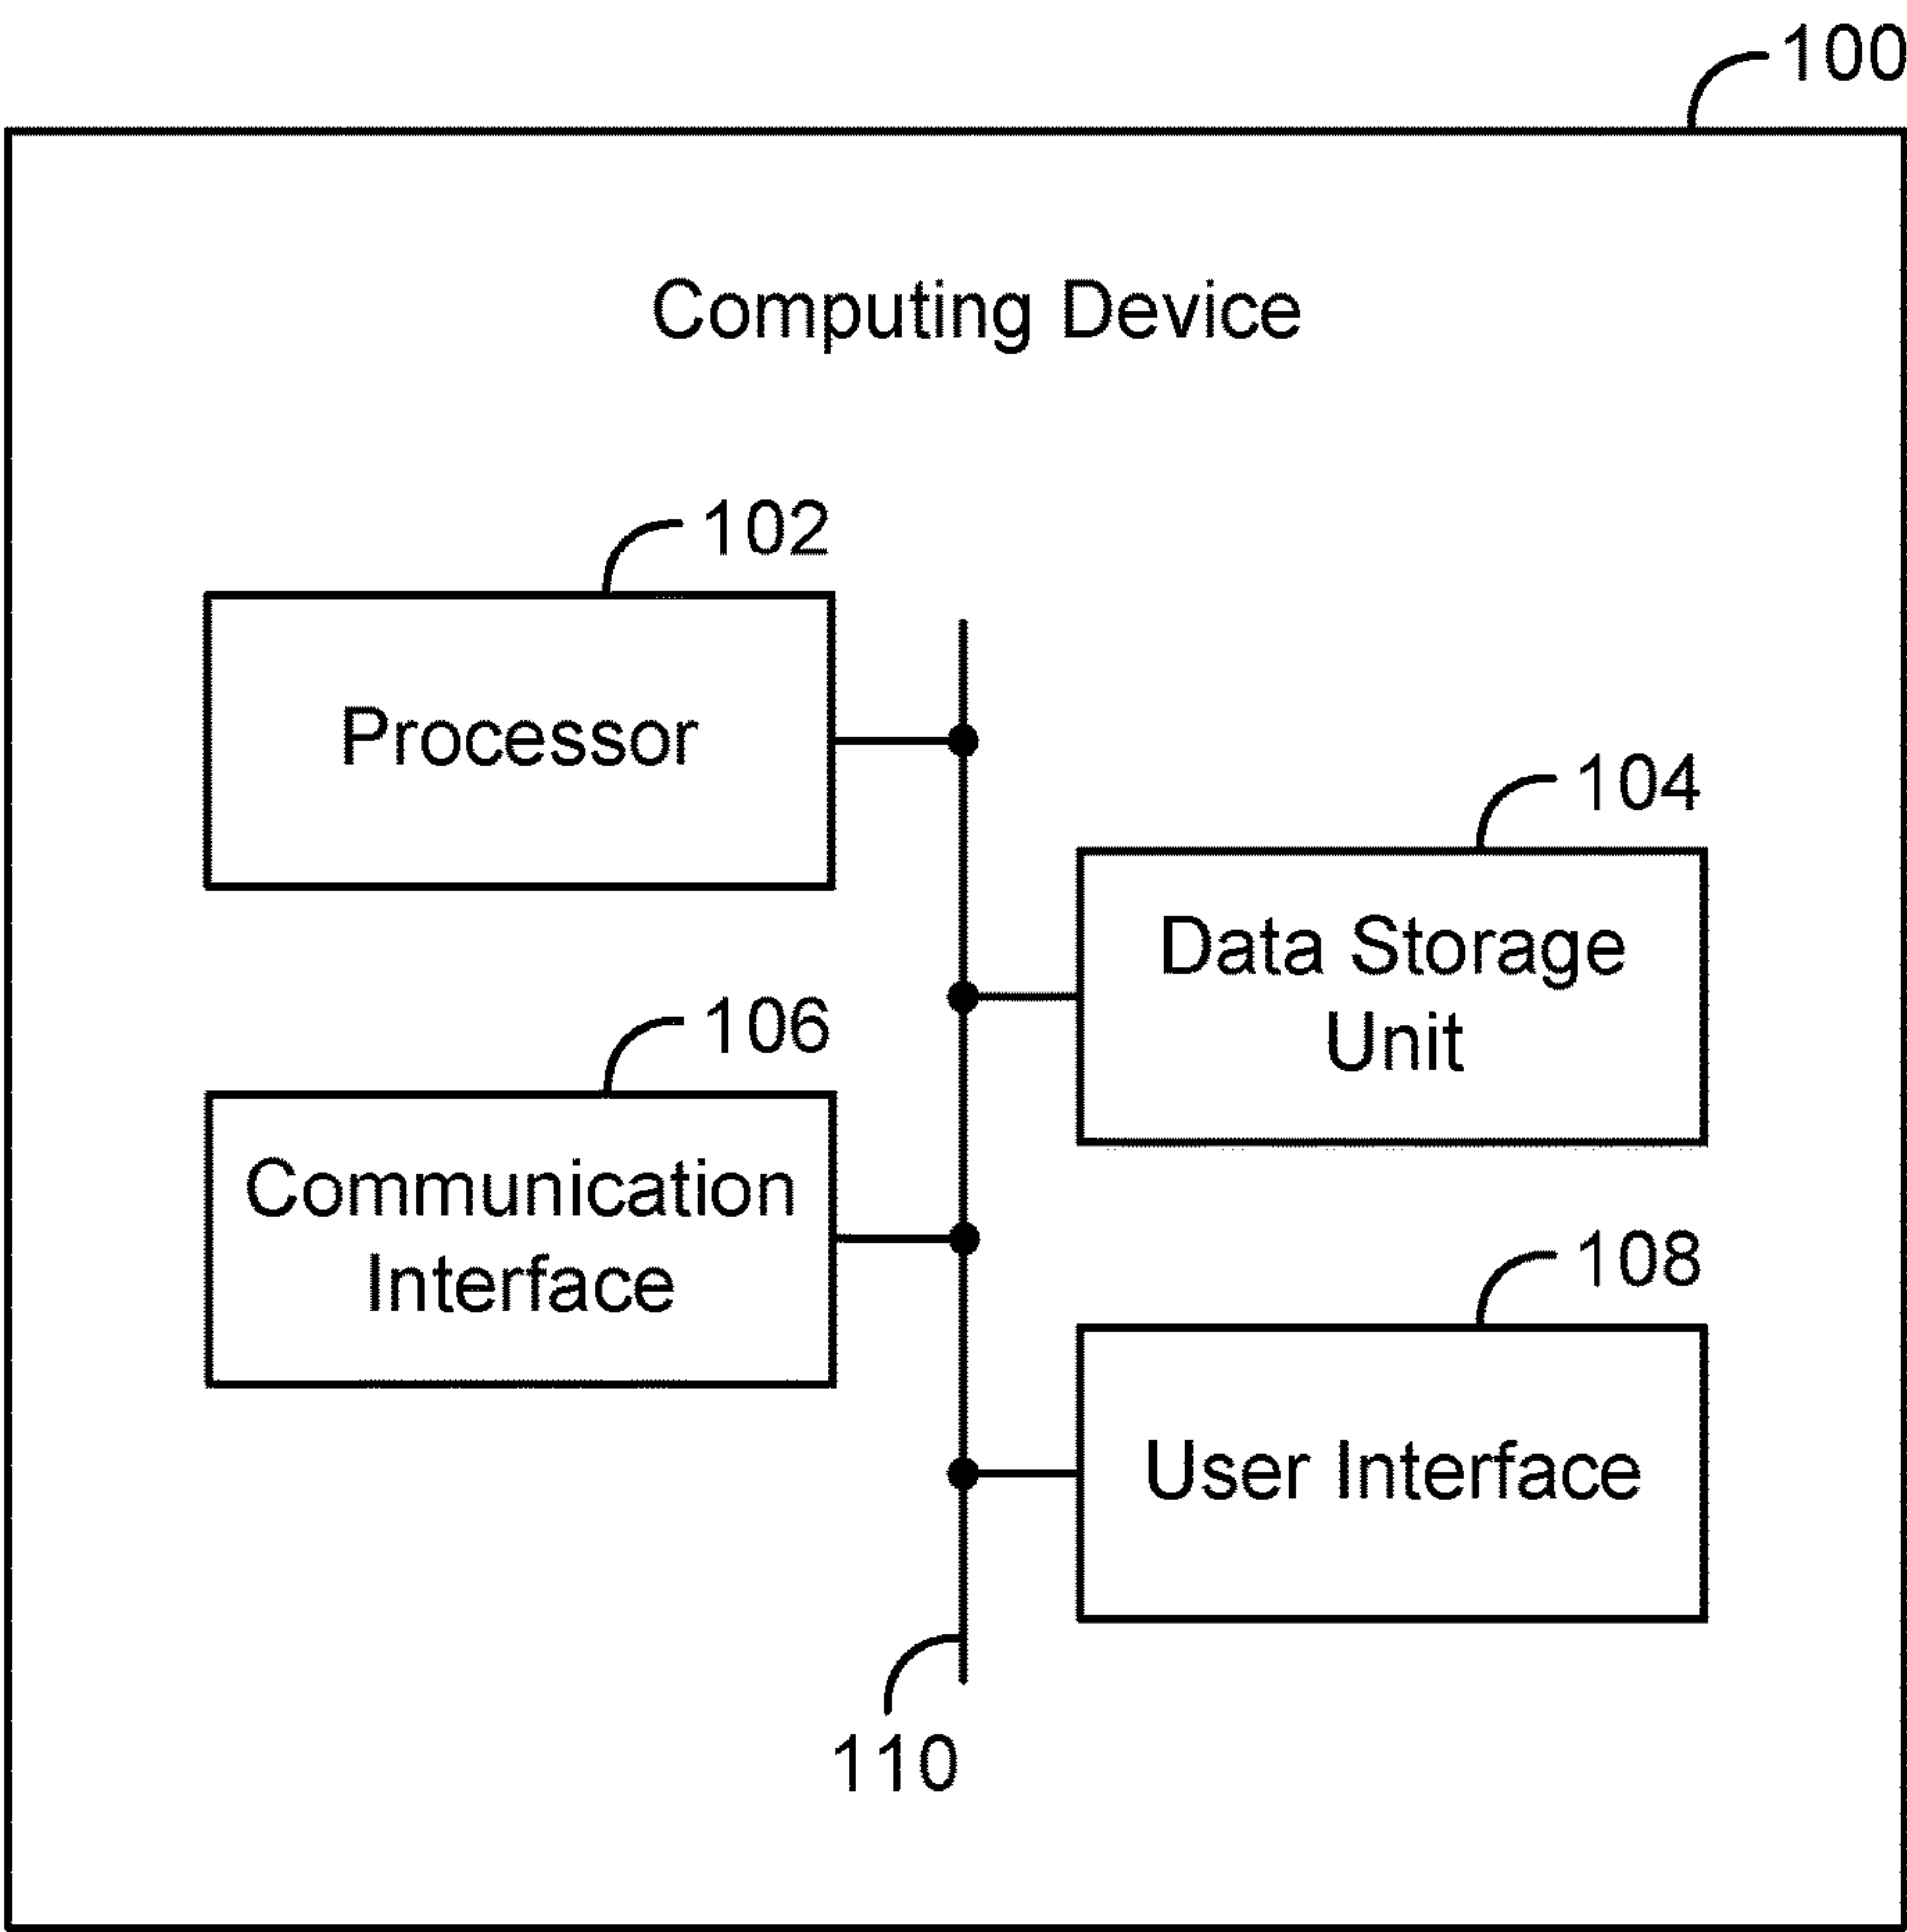 100
Computing Device
102
Processor
104
Data Storage
Unit
106
Communication
Interface
108
User Interface
110